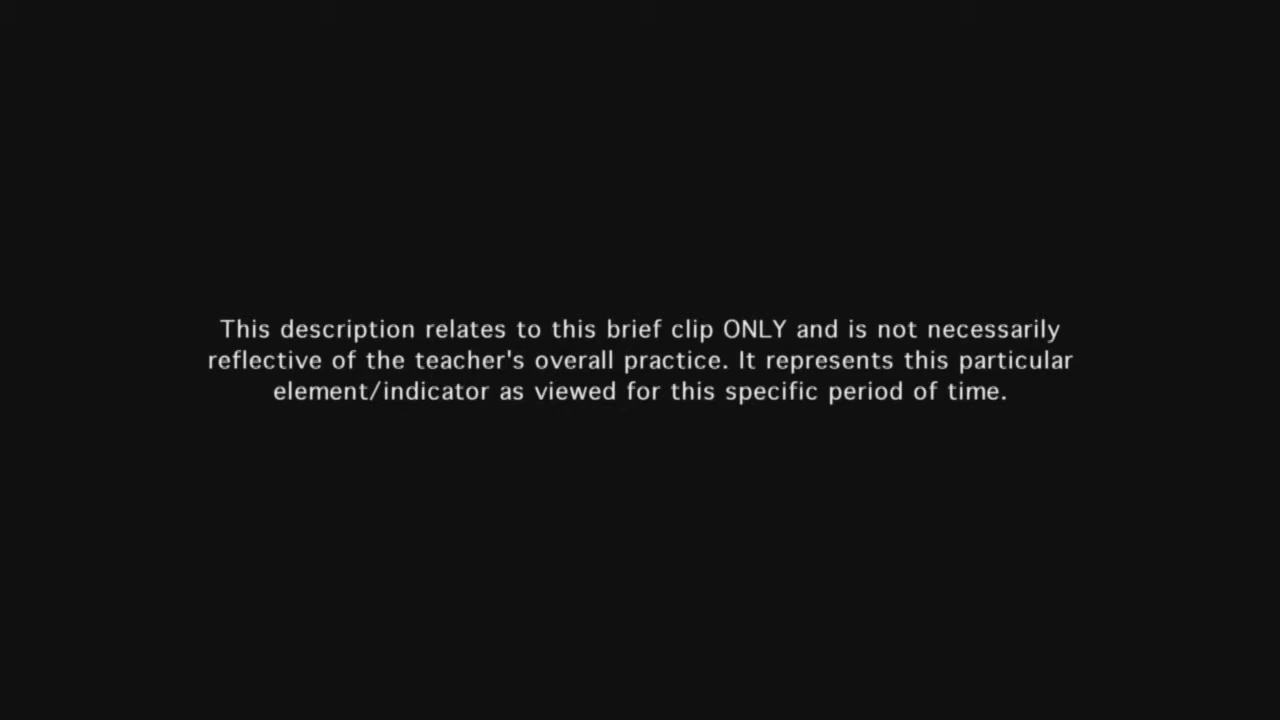 This description relates to this brief clip ONLY and is not necessarily
reflective of the teacher's overall practice. It represents this particular
element/indicator as viewed for this specific period of time.